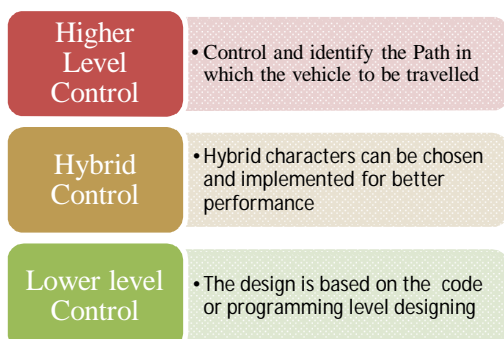 Higher
Level
Control
• Control and identify the Path in
which the vehicle to be travelled
Hybrid
Control
• Hybrid characters can be chosen
and implemented for better
performance
Lower level
Control
• The design is based on the code
or programming level designing